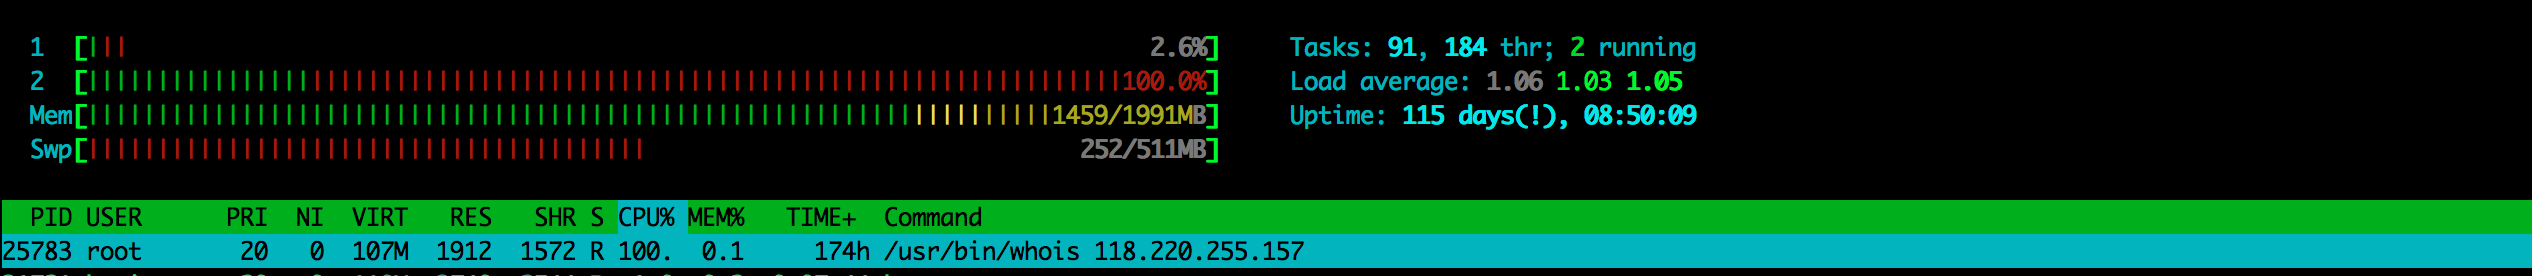 1 [||| 2.6%] Tasks: 91, 184 thr; 2 running
2 [||||||||||||||||||||||||||||||||||||||||||||||||||||||||||||||||||||||||||100.0%] Load average: 1.06 1.03 1.05
Mem[|||||||||||||||||||||||||||||||||||||||||||||||||||||||||||||||||||||1459/1991MB] Uptime: 115 days(!), 08:50:09
Swp[|||||||||||||||||||||||||||||||||||||||| 252/511MB]
PID USER PRI NI VIRT RES SHR S CPU% MEM% TIME+ Command
25783 root 20 0 107M 1912 1572 R 100. 0.1 174h /usr/bin/whois 118.220.255.157